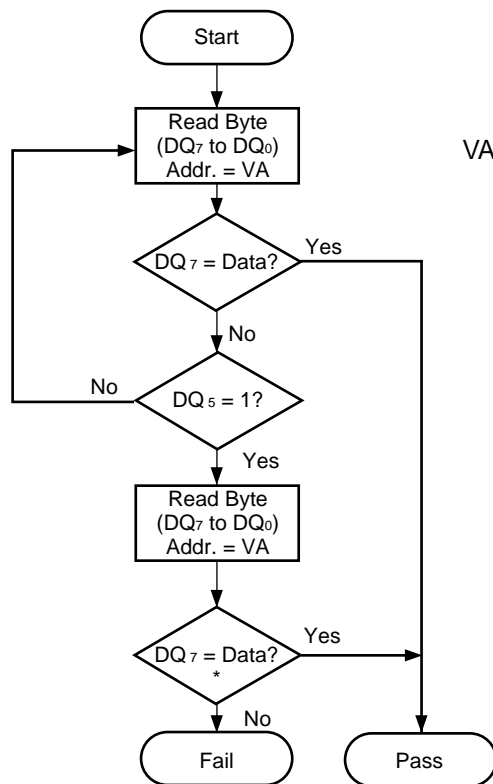 Start
Read Byte
(DQ7 to DQ0)
Addr. = VA
VA
DQ7 = Data?
Yes
No
No
DQ5 = 1?
Yes
Read Byte
(DQ7 to DQ0)
Addr. = VA
DQ7 = Data?
*
Yes
No
Fail
Pass